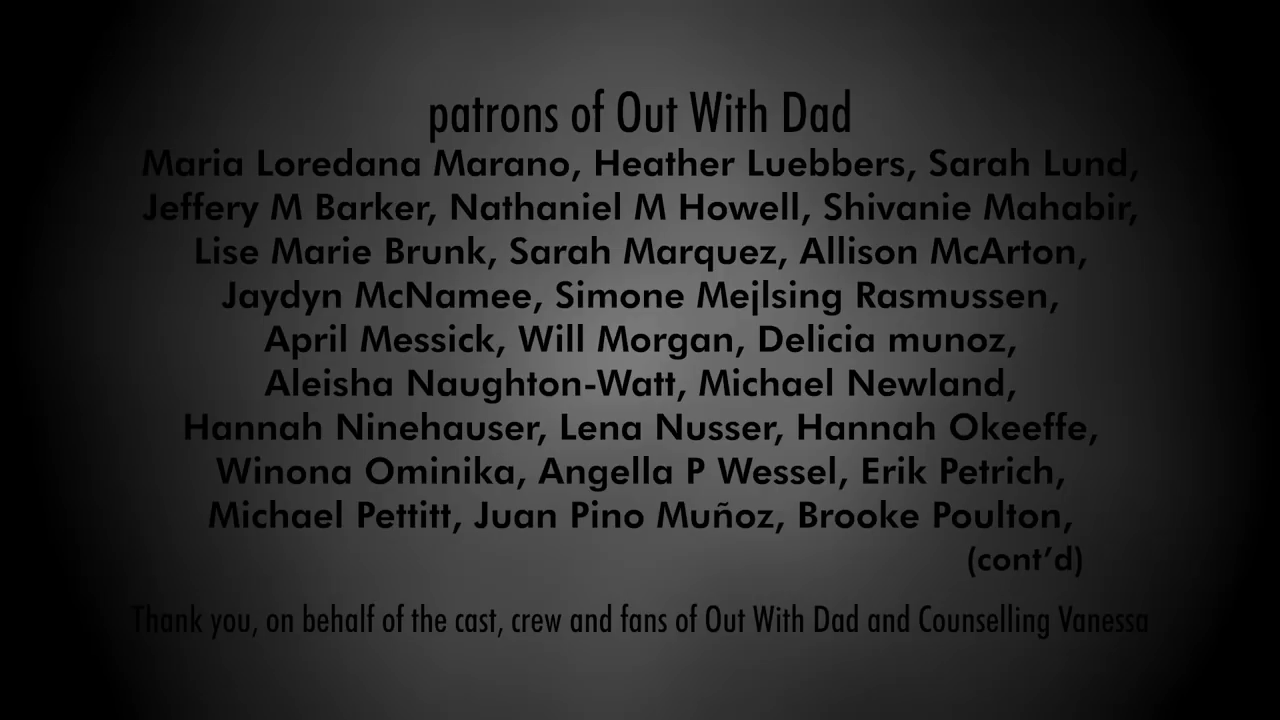 patrons of Out With Dad
Maria Loredana Marano, Heather Luebbers, Sarah Lund,
Jeffery M Barker, Nathaniel M Howell, Shivanie Mahabir,
Lise Marie Brunk, Sarah Marquez, Allison McArton,
Jaydyn McNamee, Simone Mejlsing Rasmussen,
April Messick, Will Morgan, Delicia munoz,
Aleisha Naughton-Watt, Michael Newland,
Hannah Ninehauser, Lena Nusser, Hannah Okeeffe,
Winona Ominika, Angella P Wessel, Erik Petrich,
Michael Pettitt, Juan Pino Muñoz, Brooke Poulton,
(cont’d)
Thank you, on behalf of the cast, crew and fans of Out With Dad and Counselling Vanessa